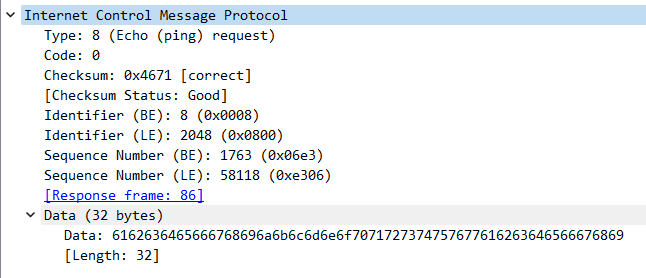 Internet Control Message Protocol
Type: 8 (Echo (ping) request)
Code: 0
Checksum: 0x4671 [correct]
[Checksum Status: Good]
Identifier (BE): 8 (0x0008)
Identifier (LE): 2048 (0x0800)
Sequence Number (BE): 1763 (0x06e3)
Sequence Number (LE): 58118 (0xe306)
[Response frame: 86]
Data (32 bytes)
Data: 6162636465666768696a6b6c6d6e6f7071727374757677616263646566676869
[Length: 32]